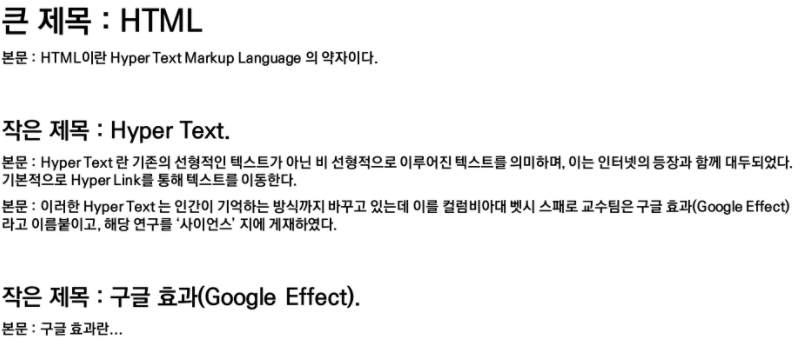 큰 제목 : HTML
본문 : HTML이란 Hyper Text Markup Language 의 약자이다.
작은 제목 : Hyper Text.
본문 : Hyper Text 란 기존의 선형적인 텍스트가 아닌 비 선형적으로 이루어진 텍스트를 의미하며, 이는 인터넷의 등장과 함께 대두되었다.
기본적으로 Hyper Link를 통해 텍스트를 이동한다.
본문 : 이러한 Hyper Text 는 인간이 기억하는 방식까지 바꾸고 있는데 이를 컬럼비아대 벳시 스패로 교수팀은 구글 효과(Google Effect)
라고 이름붙이고, 해당 연구를 ‘사이언스’ 지에 게재하였다.
작은 제목 : 구글 효과(Google Effect).
본문 : 구글 효과란...